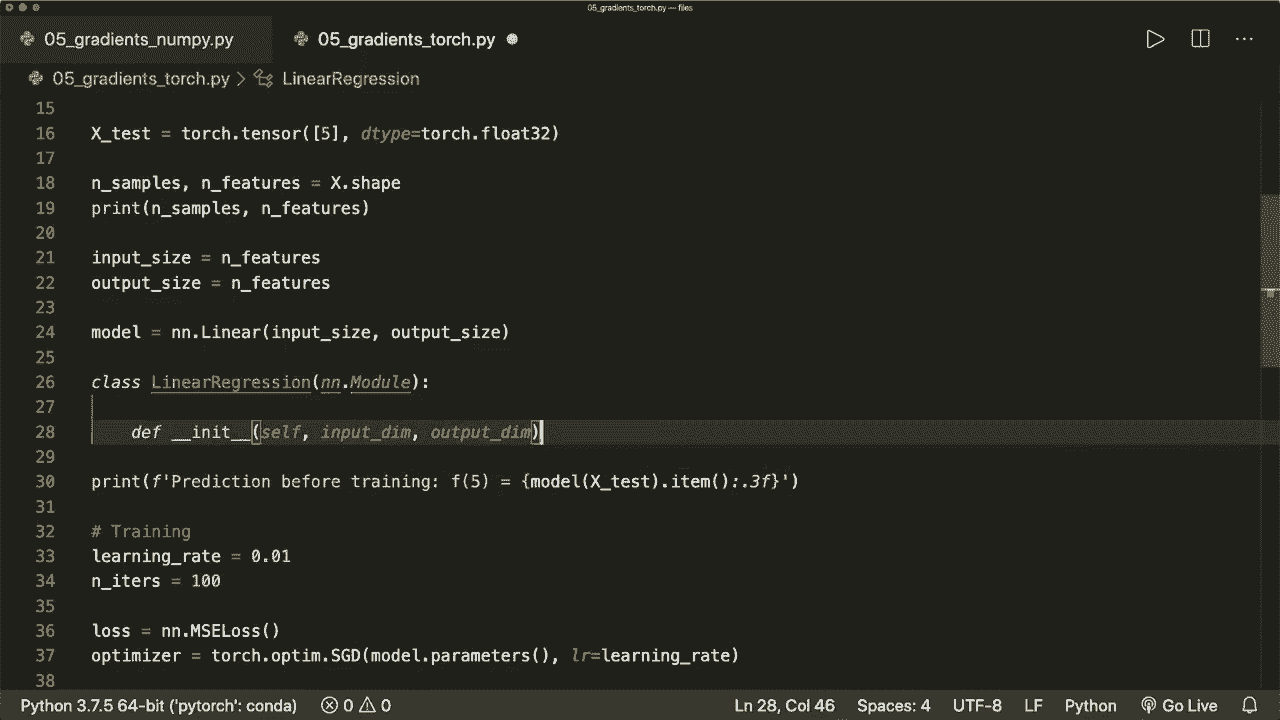 05_gradients_torch.py — files
05_gradients_numpy.py 05_gradients_torch.py
05_gradients_torch.py > LinearRegression
15
16 X_test = torch.tensor([5], dtype=torch.float32)
17
18 n_samples, n_features = X.shape
19 print(n_samples, n_features)
20
21 input_size = n_features
22 output_size = n_features
23
24 model = nn.Linear(input_size, output_size)
25
26 class LinearRegression(nn.Module):
27
28 def __init__(self, input_dim, output_dim)
29
30 print(f'Prediction before training: f(5) = {model(X_test).item():.3f}')
31
32 # Training
33 learning_rate = 0.01
34 n_iters = 100
35
36 loss = nn.MSELoss()
37 optimizer = torch.optim.SGD(model.parameters(), lr=learning_rate)
38
Python 3.7.5 64-bit ('pytorch': conda) 0 0 Ln 28, Col 46 Spaces: 4 UTF-8 LF Python Go Live